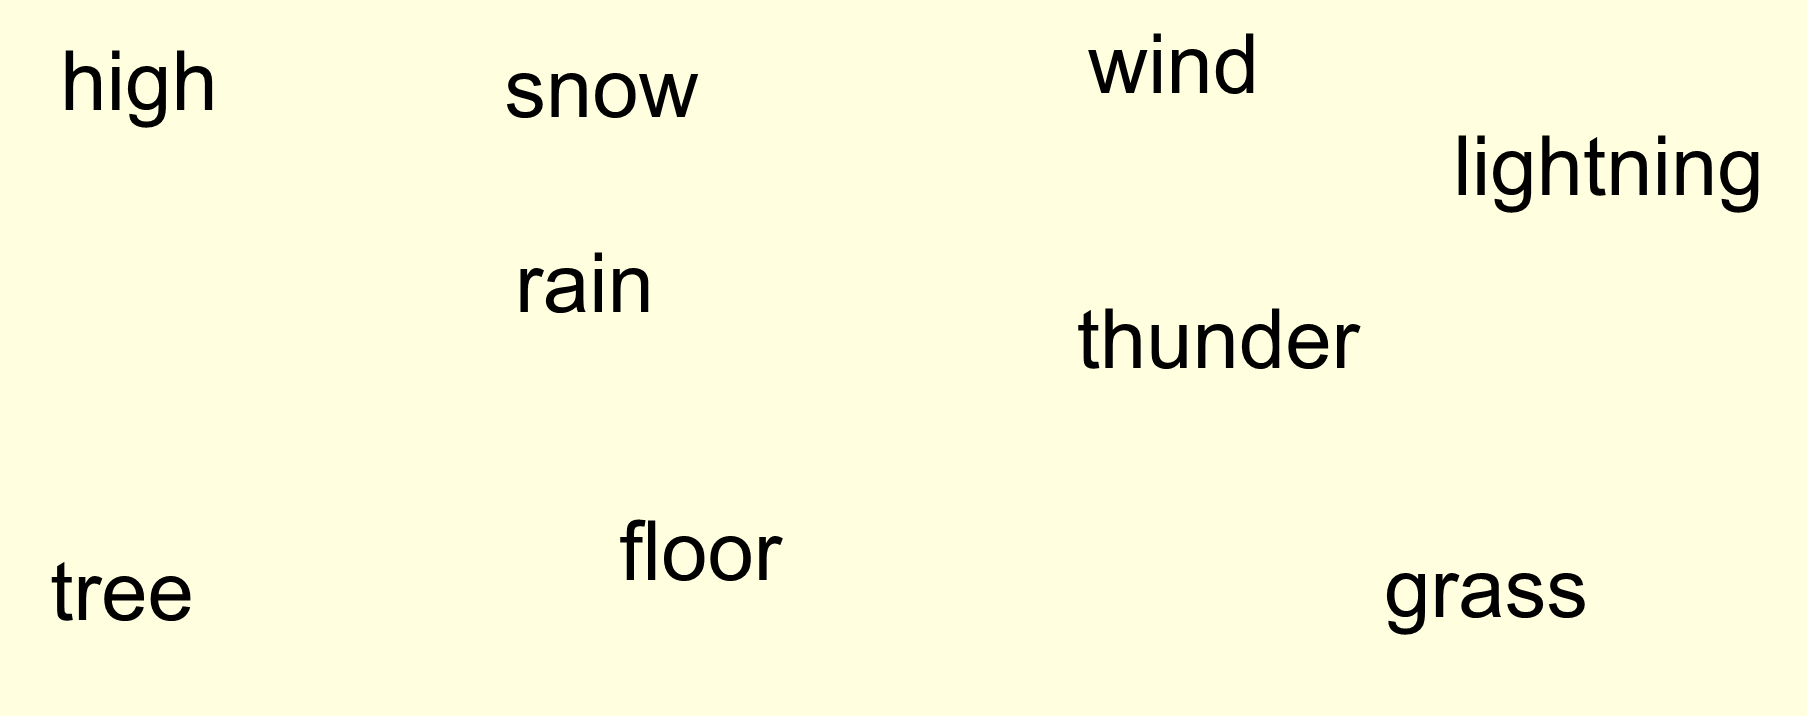 high
snow
wind
lightning
rain
thunder
floor
tree
grass